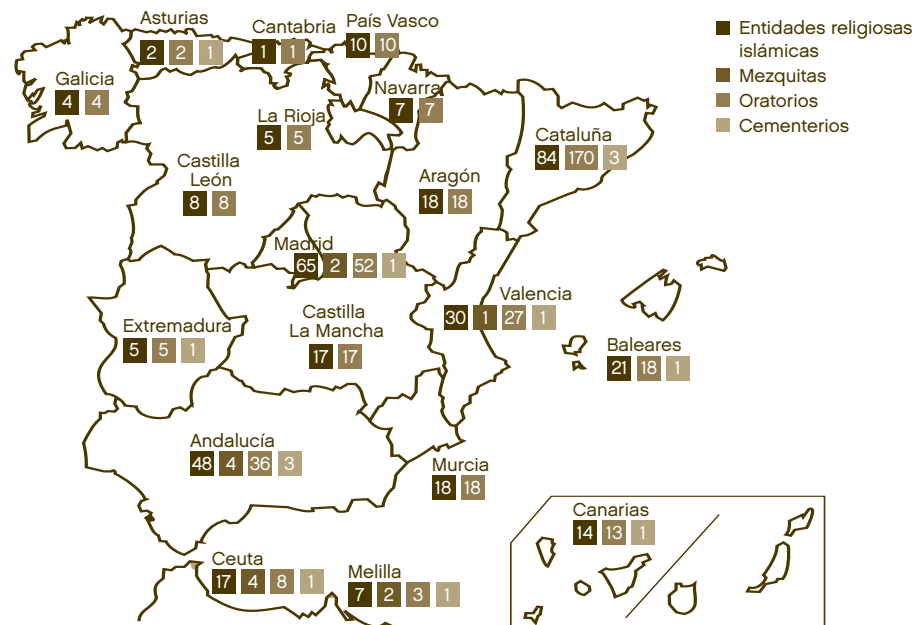 Asturias
2 2 1
Cantabria
1 1
País Vasco
10 10
Entidades religiosas
islámicas
Mezquitas
Oratorios
Cementerios
Galicia
4 4
Navarra
7 7
La Rioja
5 5
Cataluña
84 170 3
Castilla
León
8 8
Aragón
18 18
Madrid
65 2 52 1
Valencia
30 1 27 1
Castilla
La Mancha
17 17
Extremadura
5 5 1
Baleares
21 18 1
Andalucía
48 4 36 3
Murcia
18 18
Canarias
14 13 1
Ceuta
17 4 8 1
Melilla
7 2 3 1